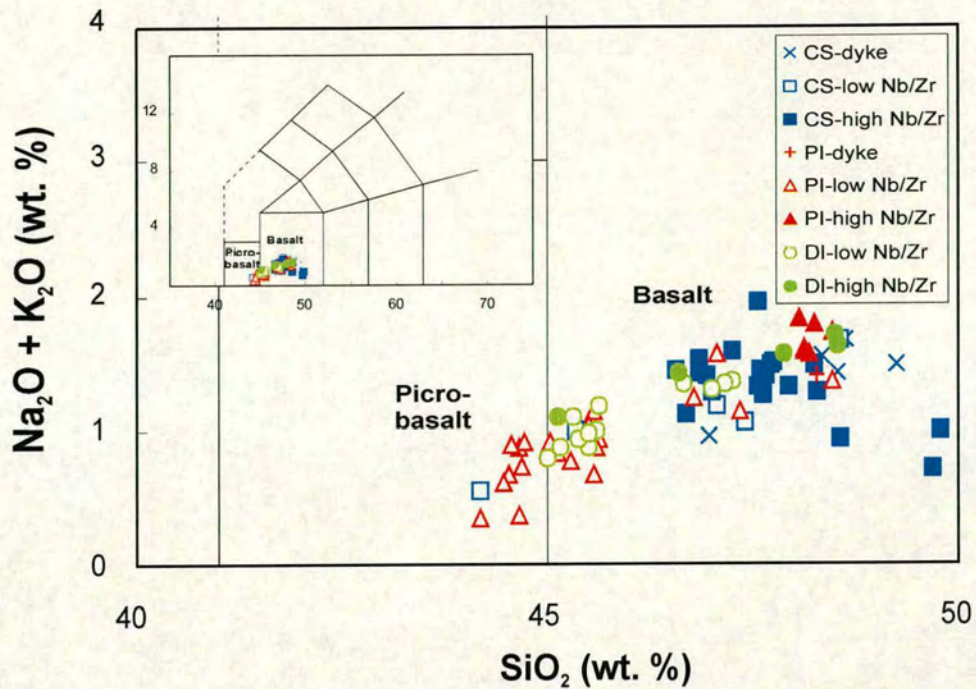 4
3
2
1
0
Na₂O + K₂O (wt. %)
12
8
4
Basalt
Picro-
basalt
40
50
60
70
CS-dyke
CS-low Nb/Zr
CS-high Nb/Zr
PI-dyke
PI-low Nb/Zr
PI-high Nb/Zr
DI-low Nb/Zr
DI-high Nb/Zr
Basalt
Picro-
basalt
40
45
50
SiO₂ (wt. %)